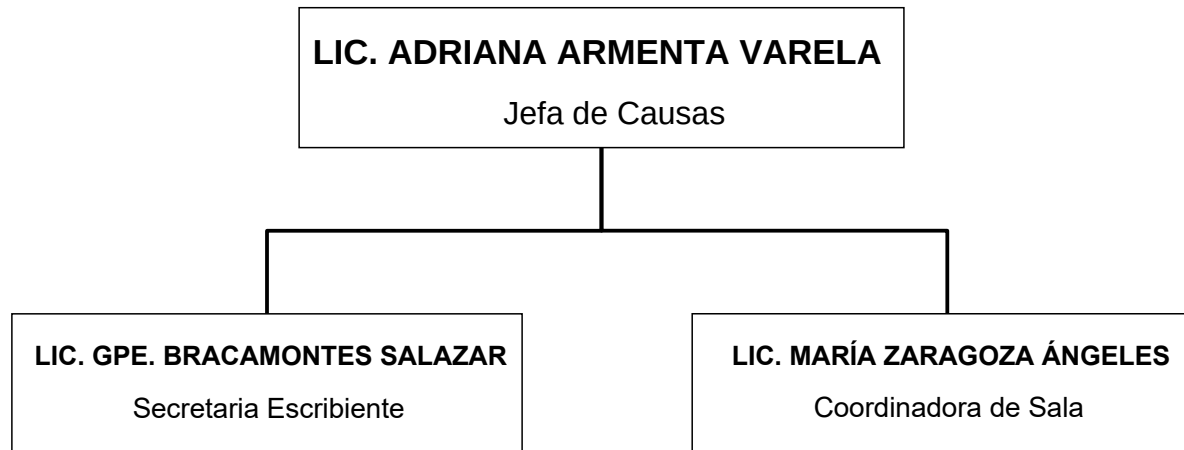 LIC. ADRIANA ARMENTA VARELA
Jefa de Causas
LIC. GPE. BRACAMONTES SALAZAR
Secretaria Escribiente
LIC. MARÍA ZARAGOZA ÁNGELES
Coordinadora de Sala